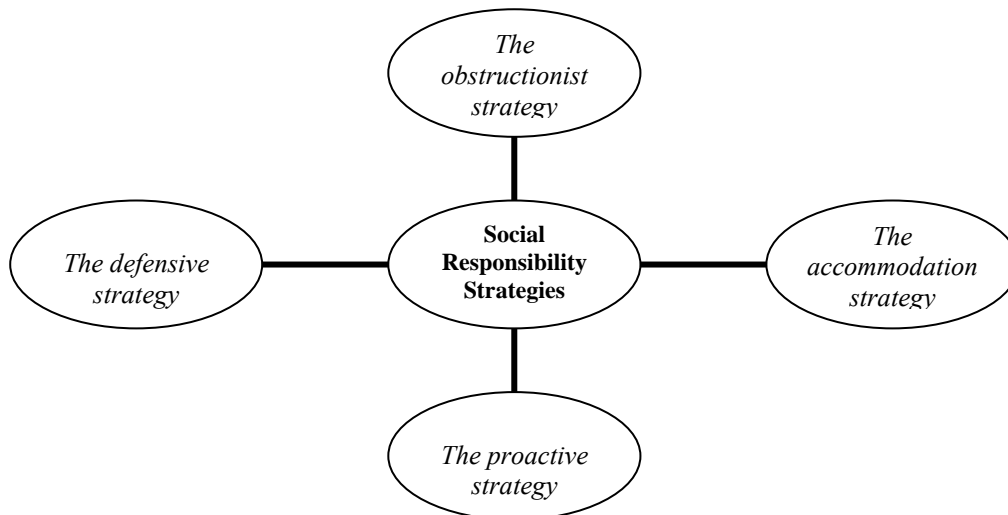 The
obstructionist
strategy
The defensive
strategy
Social
Responsibility
Strategies
The
accommodation
strategy
The proactive
strategy